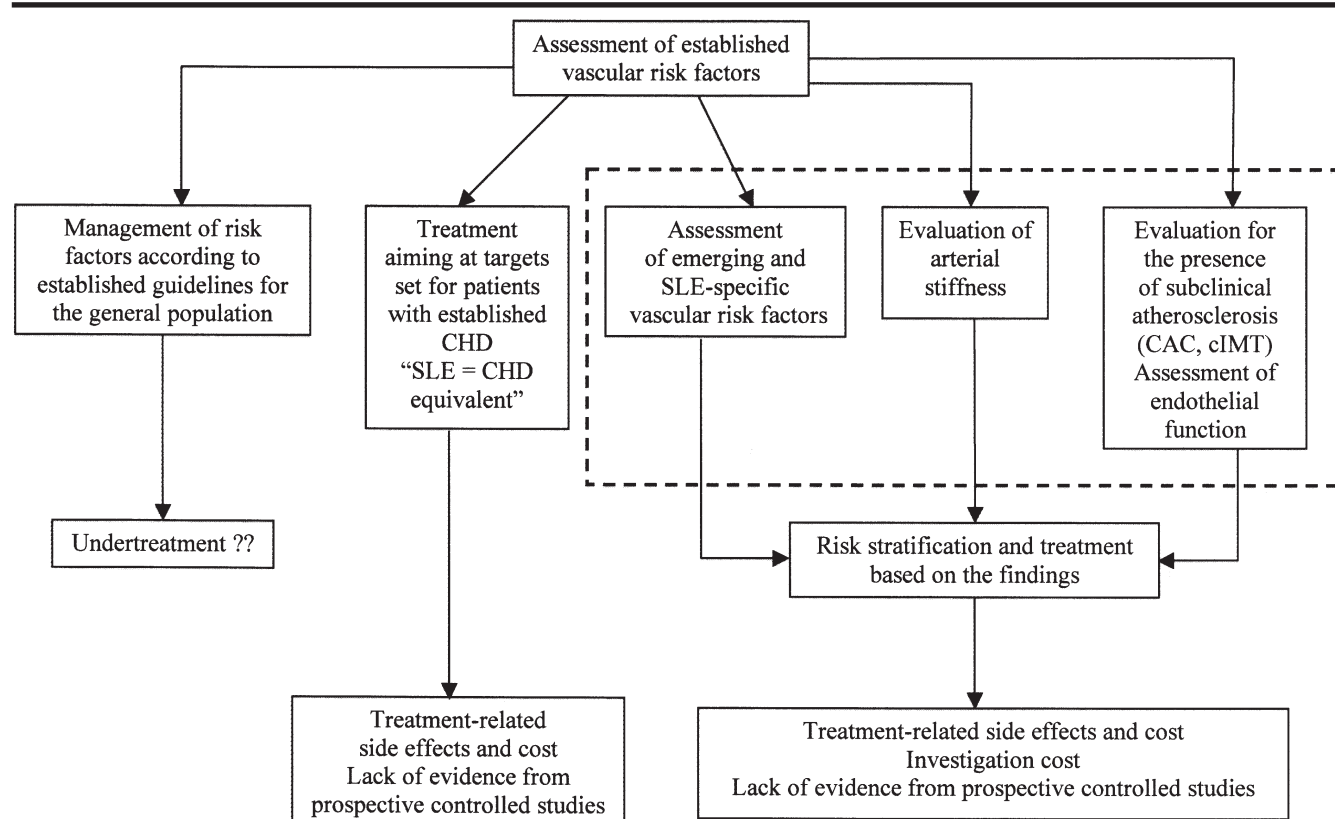 Assessment of established
vascular risk factors
Management of risk
factors according to
established guidelines for
the general population
Treatment
aiming at targets
set for patients
with established
CHD
“SLE = CHD
equivalent”
Assessment
of emerging and
SLE-specific
vascular risk factors
Evaluation of
arterial
stiffness
Evaluation for
the presence
of subclinical
atherosclerosis
(CAC, cIMT)
Assessment of
endothelial
function
Undertreatment ??
Risk stratification and treatment
based on the findings
Treatment-related
side effects and cost
Lack of evidence from
prospective controlled studies
Treatment-related side effects and cost
Investigation cost
Lack of evidence from prospective controlled studies